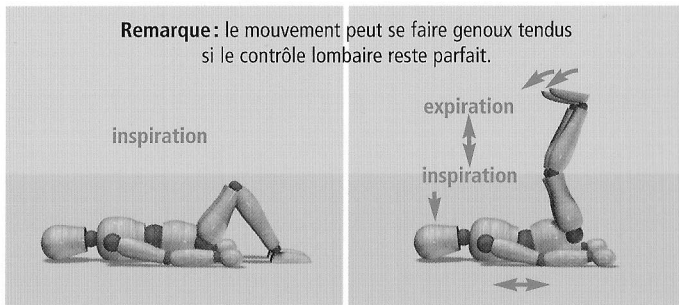 Remarque : le mouvement peut se faire genoux tendus
si le contrôle lombaire reste parfait.
inspiration
expiration
inspiration